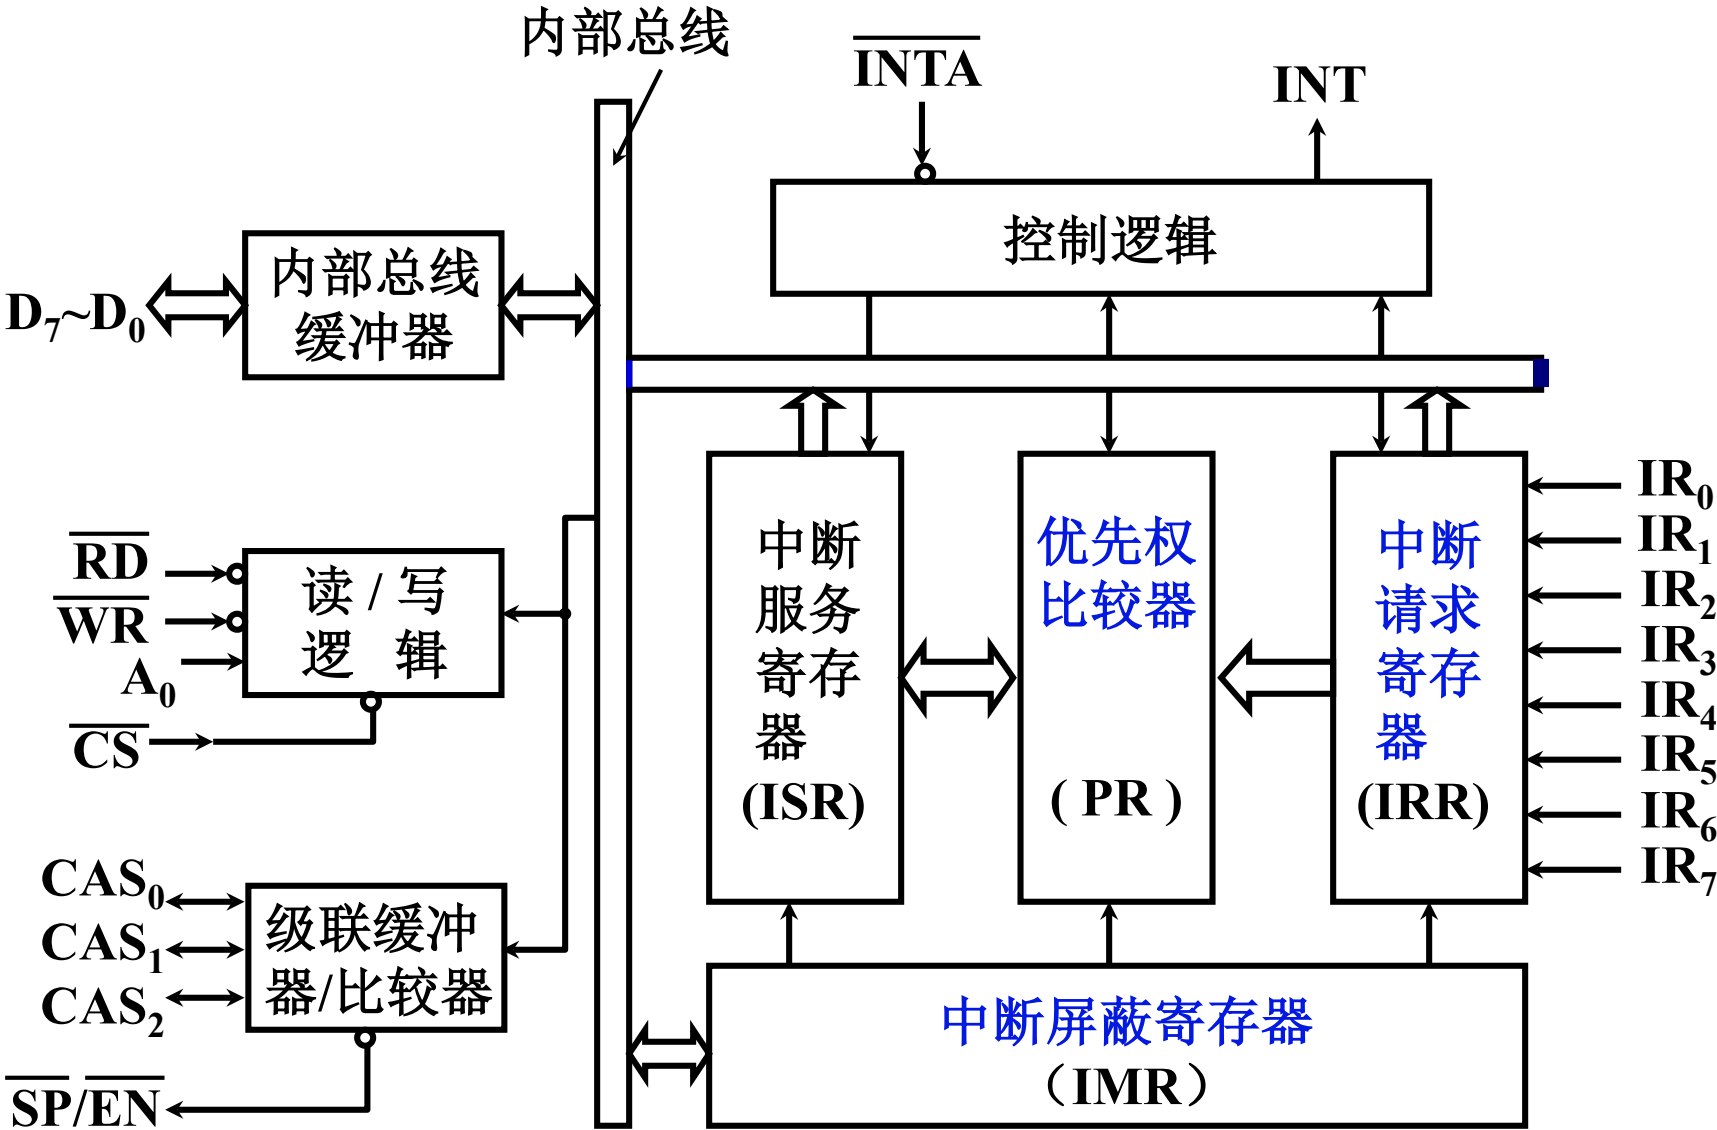 内部总线
INTA
INT
控制逻辑
D7~D0
内部总线
缓冲器
RD
WR
A0
CS
读 / 写
逻 辑
中断
服务
寄存
器
(ISR)
优先权
比较器
( PR )
中断
请求
寄存
器
(IRR)
IR0
IR1
IR2
IR3
IR4
IR5
IR6
IR7
CAS0
CAS1
CAS2
级联缓冲
器/比较器
SP/EN
中断屏蔽寄存器
（IMR）